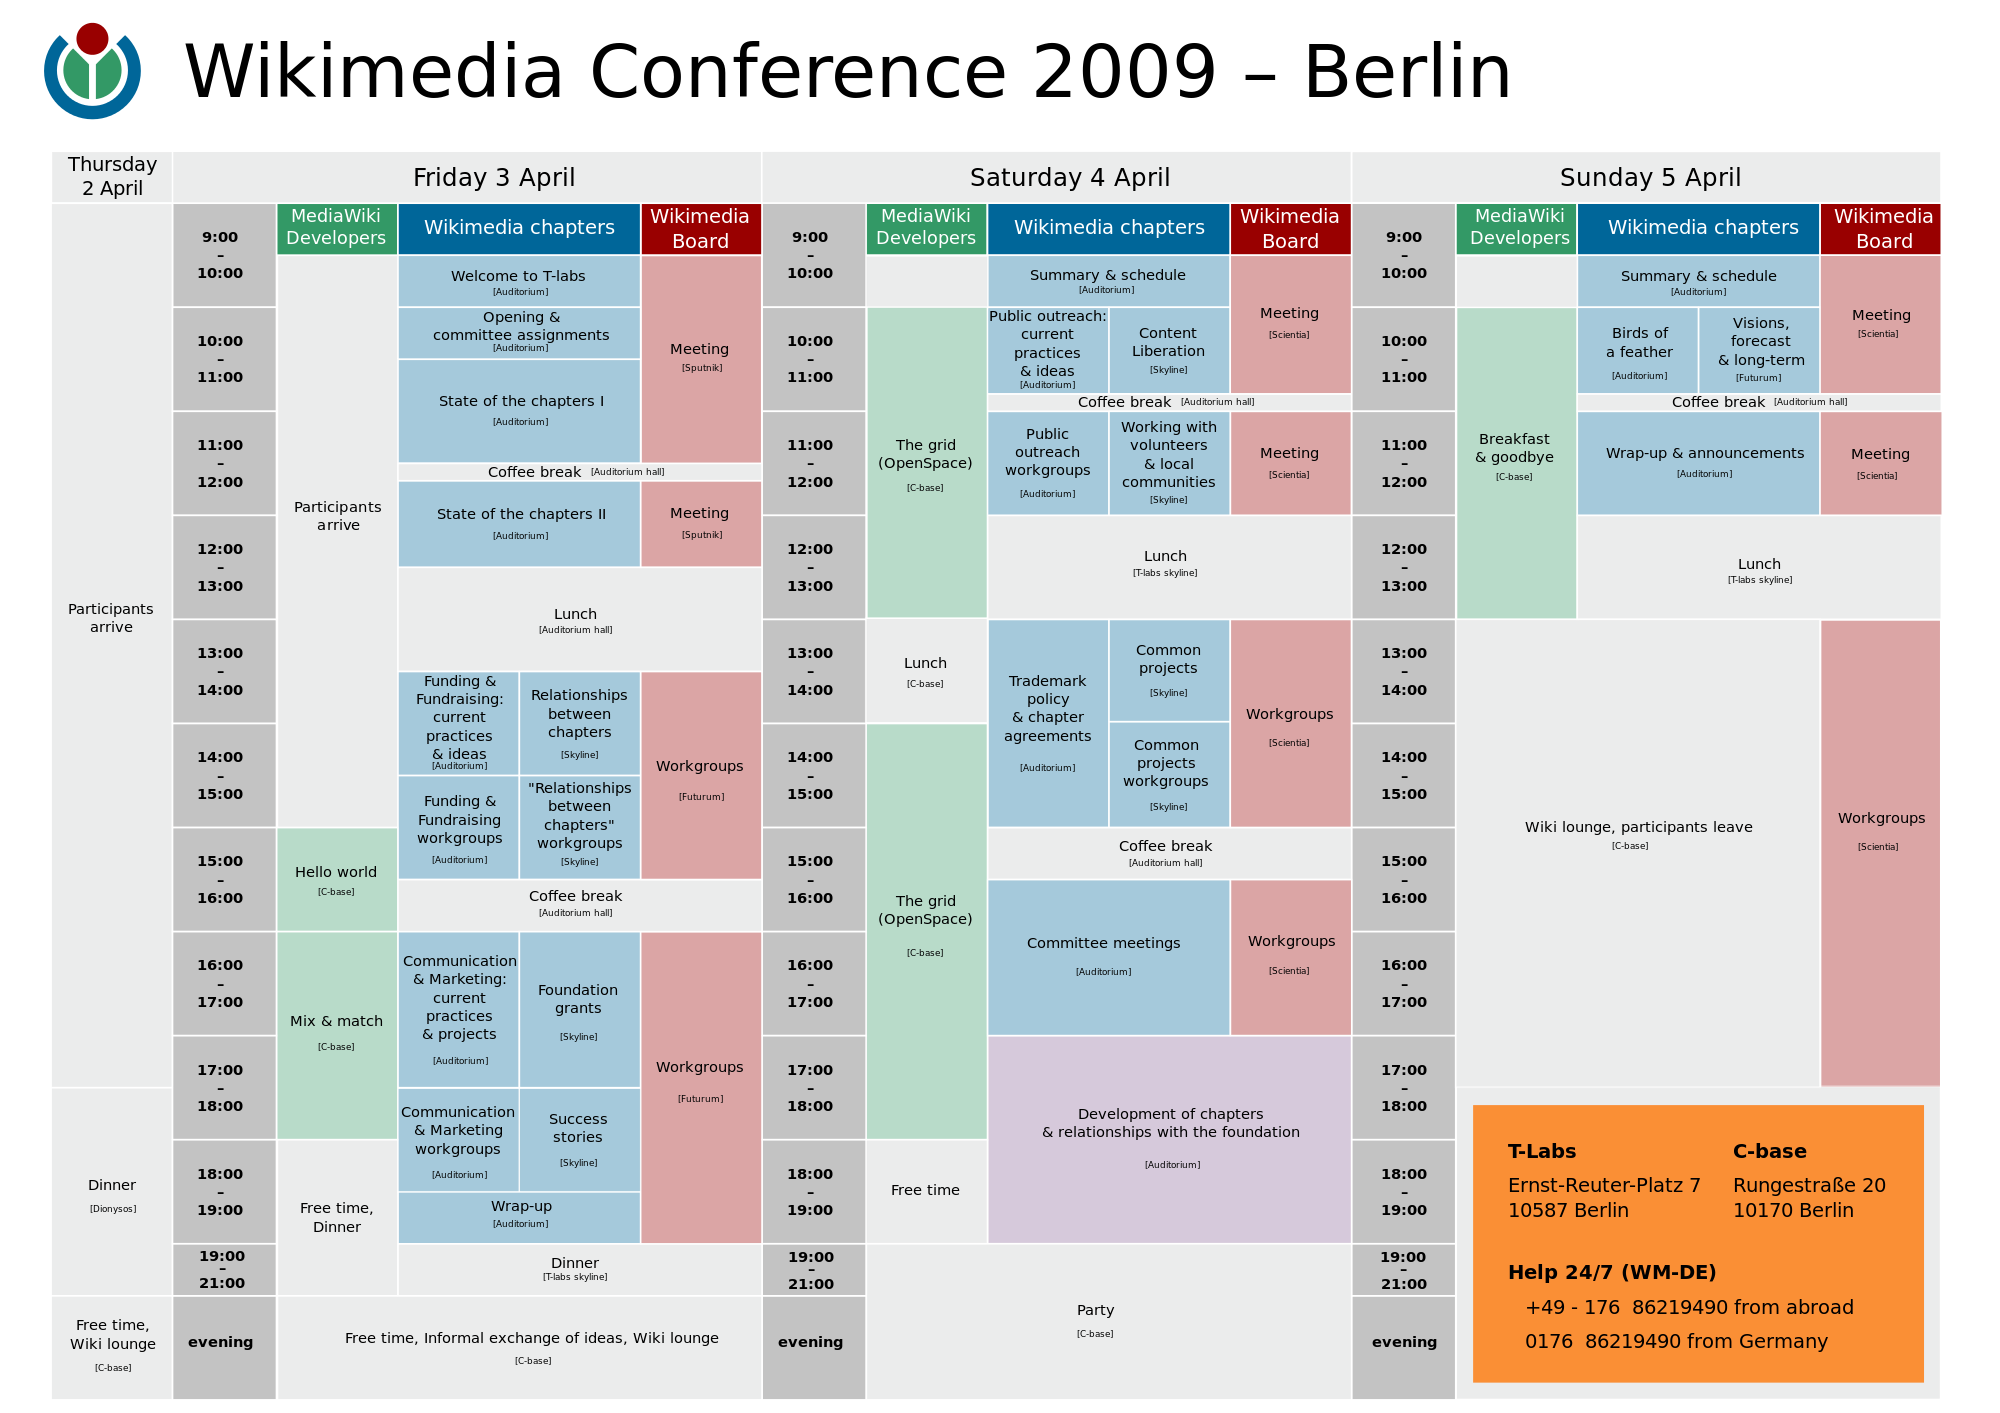 Wikimedia Conference 2009 – Berlin
Thursday
2 April
Friday 3 April
Saturday 4 April
Sunday 5 April
Participants
arrive
Dinner
[Dionysos]
Free time,
Wiki lounge
[C-base]
9:00
–
10:00
10:00
–
11:00
11:00
–
12:00
12:00
–
13:00
13:00
–
14:00
14:00
–
15:00
15:00
–
16:00
16:00
–
17:00
17:00
–
18:00
18:00
–
19:00
19:00
–
21:00
evening
MediaWiki
Developers
Participants
arrive
Hello world
[C-base]
Mix & match
[C-base]
Free time,
Dinner
Wikimedia chapters
Welcome to T-labs
[Auditorium]
Opening &
committee assignments
[Auditorium]
State of the chapters I
[Auditorium]
Coffee break [Auditorium hall]
State of the chapters II
[Auditorium]
Lunch
[Auditorium hall]
Funding &
Fundraising:
current
practices
& ideas
[Auditorium]
Relationships
between
chapters
[Skyline]
Funding &
Fundraising
workgroups
[Auditorium]
"Relationships
between
chapters"
workgroups
[Skyline]
Coffee break
[Auditorium hall]
Communication
& Marketing:
current
practices
& projects
[Auditorium]
Foundation
grants
[Skyline]
Communication
& Marketing
workgroups
[Auditorium]
Success
stories
[Skyline]
Wrap-up
[Auditorium]
Dinner
[T-labs skyline]
Wikimedia
Board
Meeting
[Sputnik]
Meeting
[Sputnik]
Workgroups
[Futurum]
Workgroups
[Futurum]
Free time, Informal exchange of ideas, Wiki lounge
[C-base]
9:00
–
10:00
10:00
–
11:00
11:00
–
12:00
12:00
–
13:00
13:00
–
14:00
14:00
–
15:00
15:00
–
16:00
16:00
–
17:00
17:00
–
18:00
18:00
–
19:00
19:00
–
21:00
evening
MediaWiki
Developers
The grid
(OpenSpace)
[C-base]
Lunch
[C-base]
The grid
(OpenSpace)
[C-base]
Free time
Wikimedia chapters
Summary & schedule
[Auditorium]
Public outreach:
current
practices
& ideas
[Auditorium]
Content
Liberation
[Skyline]
Coffee break [Auditorium hall]
Public
outreach
workgroups
[Auditorium]
Working with
volunteers
& local
communities
[Skyline]
Lunch
[T-labs skyline]
Trademark
policy
& chapter
agreements
[Auditorium]
Common
projects
[Skyline]
Common
projects
workgroups
[Skyline]
Coffee break
[Auditorium hall]
Committee meetings
[Auditorium]
Wikimedia
Board
Meeting
[Scientia]
Meeting
[Scientia]
Workgroups
[Scientia]
Workgroups
[Scientia]
Development of chapters
& relationships with the foundation
[Auditorium]
Party
[C-base]
9:00
–
10:00
10:00
–
11:00
11:00
–
12:00
12:00
–
13:00
13:00
–
14:00
14:00
–
15:00
15:00
–
16:00
16:00
–
17:00
17:00
–
18:00
18:00
–
19:00
19:00
–
21:00
evening
MediaWiki
Developers
Breakfast
& goodbye
[C-base]
Wikimedia chapters
Summary & schedule
[Auditorium]
Birds of
a feather
[Auditorium]
Visions,
forecast
& long-term
[Futurum]
Coffee break [Auditorium hall]
Wrap-up & announcements
[Auditorium]
Lunch
[T-labs skyline]
Wikimedia
Board
Meeting
[Scientia]
Meeting
[Scientia]
Wiki lounge, participants leave
[C-base]
Workgroups
[Scientia]
T-Labs
Ernst-Reuter-Platz 7
10587 Berlin
C-base
Rungestraße 20
10170 Berlin
Help 24/7 (WM-DE)
+49 - 176 86219490 from abroad
0176 86219490 from Germany